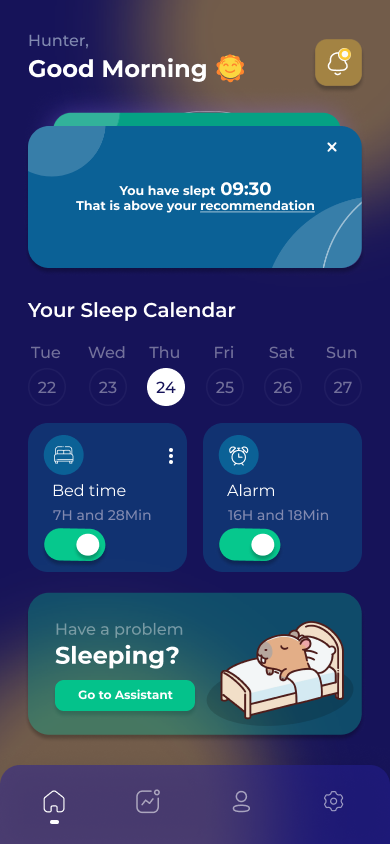 Hunter,
Good Morning 🌞
You have slept 09:30
That is above your recommendation
Your Sleep Calendar
Tue Wed Thu Fri Sat Sun
22 23 24 25 26 27
Bed time
7H and 28Min
Alarm
16H and 18Min
Have a problem
Sleeping?
Go to Assistant